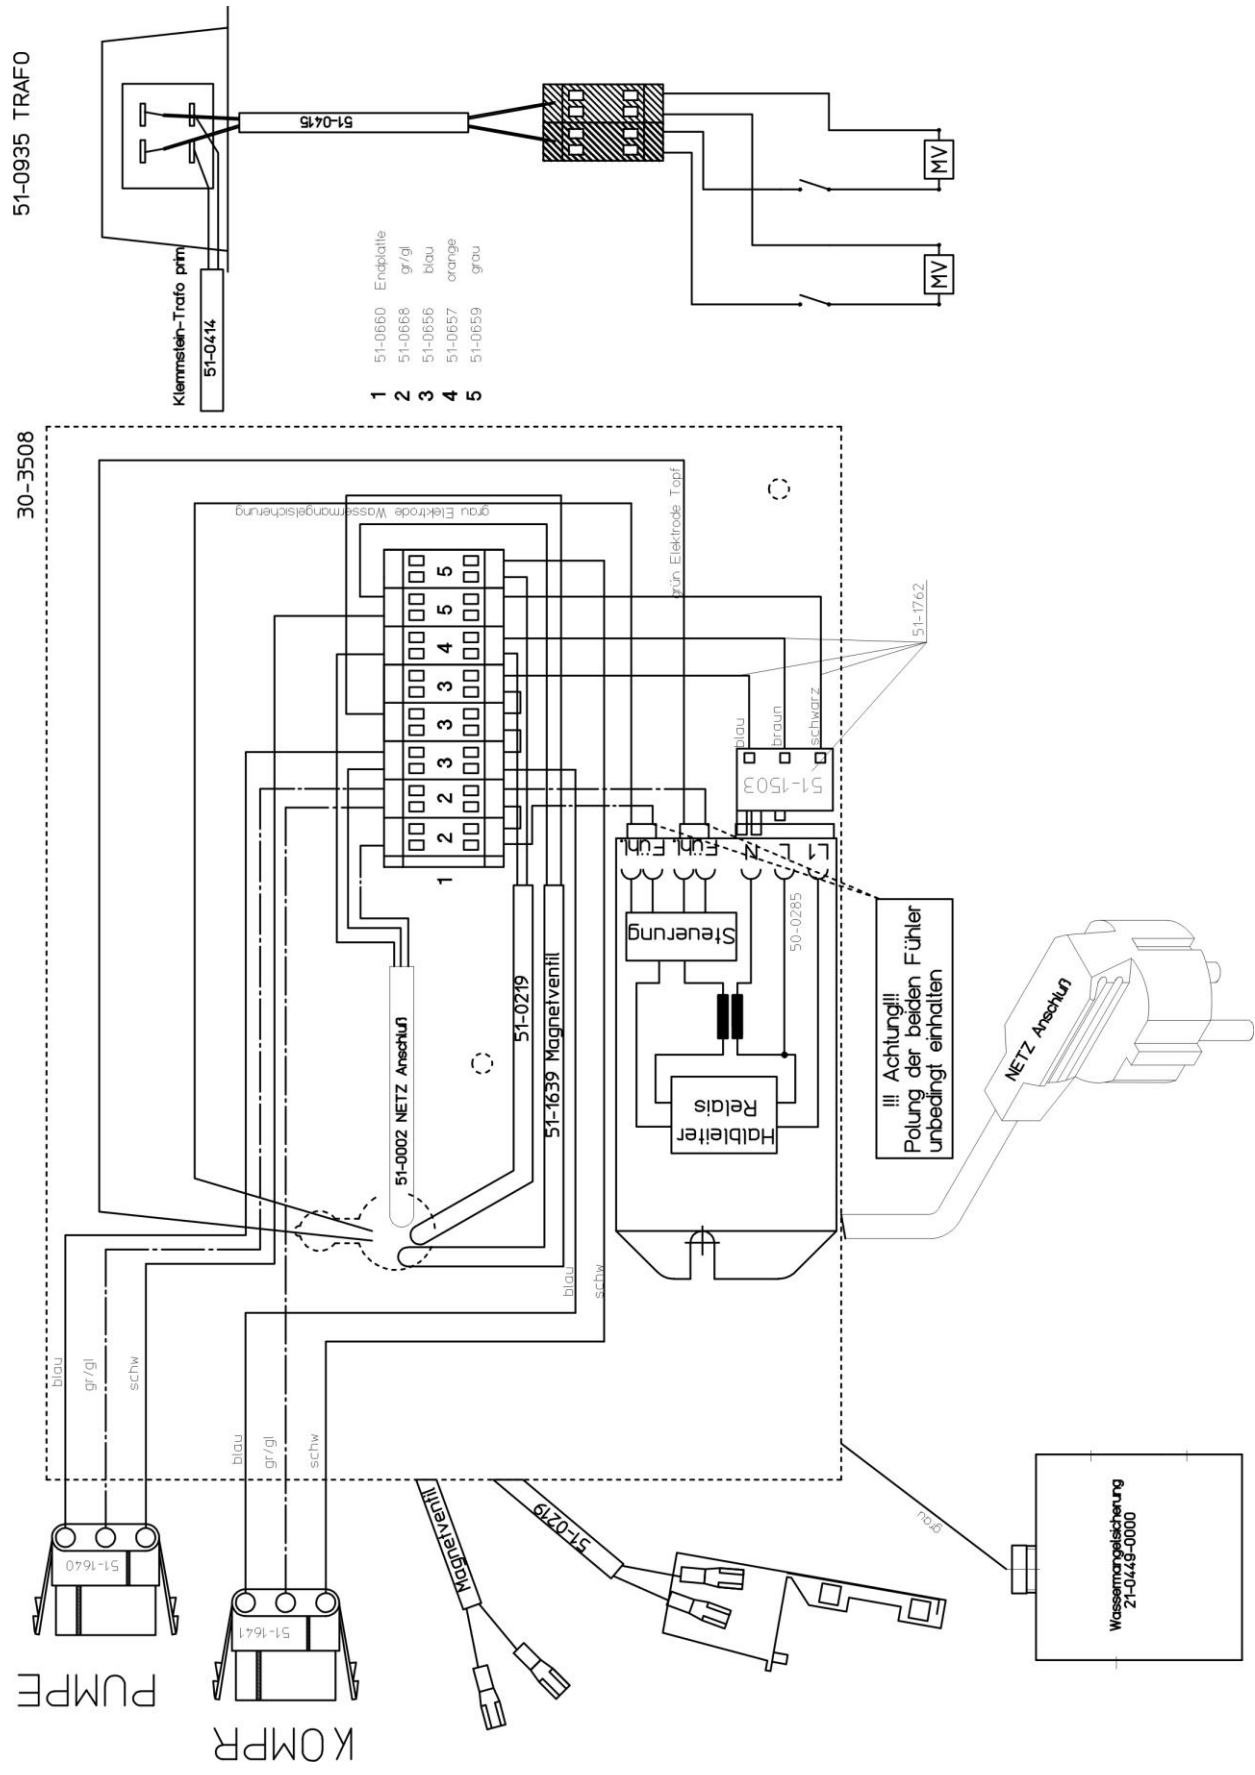 51-0935 TRAFO
51-0415
Klemmstein-Trafo prim
51-0414
MV
MV
1 51-0660 Endplatte
2 51-0668 gr/gl
3 51-0656 blau
4 51-0657 orange
5 51-0659 grau
30-3508
grau Elektrode Wassermangelsicherung
grün Elektrode Topf
5
5
4
3
3
3
2
2
1
51-1762
blau
braun
schwarz
51-1503
Fühl.
Fühl.
N
L
L1
50-0285
Steuerung
Halbleiter
Relais
51-0219
51-1639 Magnetventil
51-0002 NETZ Anschluß
!!! Achtung!!!
Polung der beiden Fühler
unbedingt einhalten
NETZ Anschluß
blau
schw
blau
gr/gl
schw
blau
gr/gl
schw
51-1640
PUMPE
51-1641
KOMPR
Magnetventil
51-0219
grau
Wassermangelsicherung
21-0449-0000